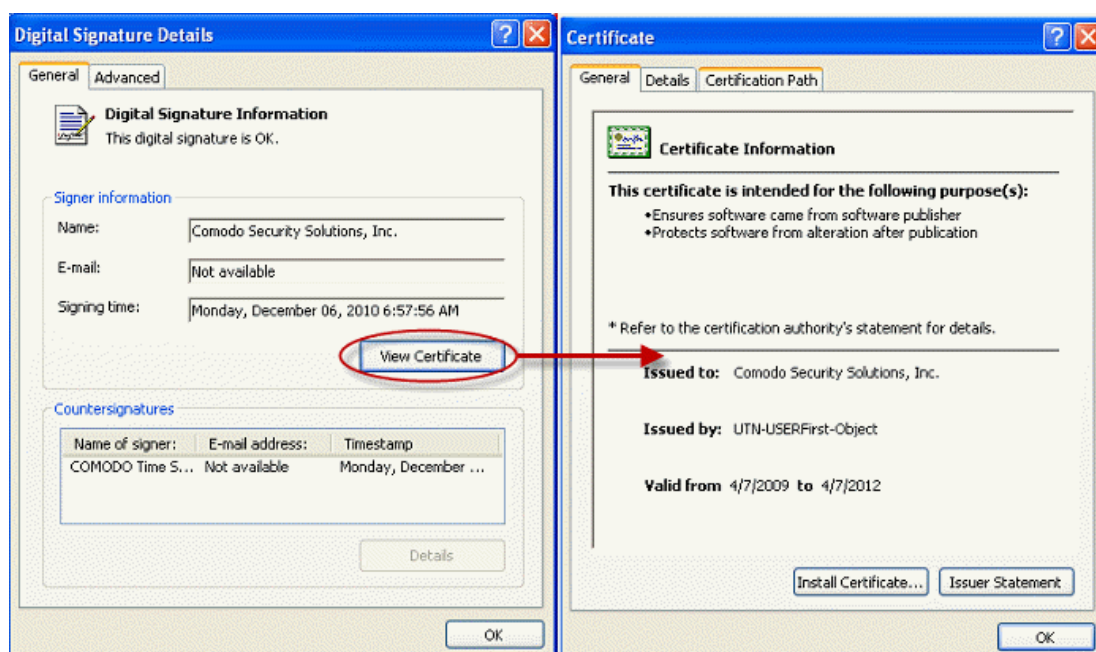 Digital Signature Details
General Advanced
Digital Signature Information
This digital signature is OK.
Signer information
Name: Comodo Security Solutions, Inc.
E-mail: Not available
Signing time: Monday, December 06, 2010 6:57:56 AM
View Certificate
Countersignatures
Name of signer: E-mail address: Timestamp
COMODO Time S... Not available Monday, December ...
Details
OK
Certificate
General Details Certification Path
Certificate Information
This certificate is intended for the following purpose(s):
•Ensures software came from software publisher
•Protects software from alteration after publication
* Refer to the certification authority's statement for details.
Issued to: Comodo Security Solutions, Inc.
Issued by: UTN-USERFirst-Object
Valid from 4/7/2009 to 4/7/2012
Install Certificate... Issuer Statement
OK